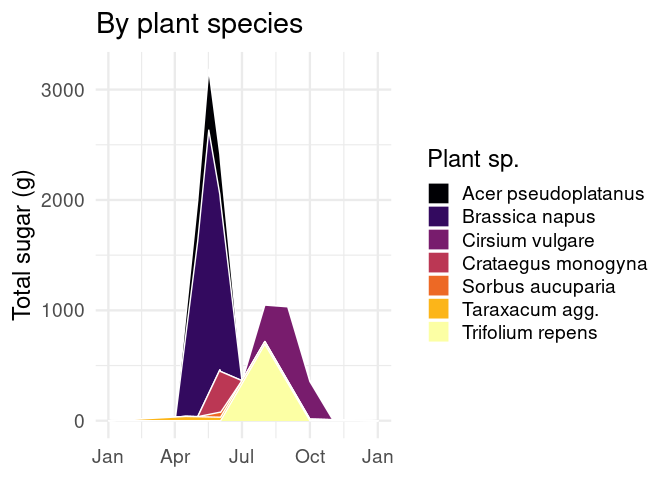 By plant species
Total sugar (g)
3000
2000
1000
0
Jan Apr Jul Oct Jan
Plant sp.
Acer pseudoplatanus
Brassica napus
Cirsium vulgare
Crataegus monogyna
Sorbus aucuparia
Taraxacum agg.
Trifolium repens